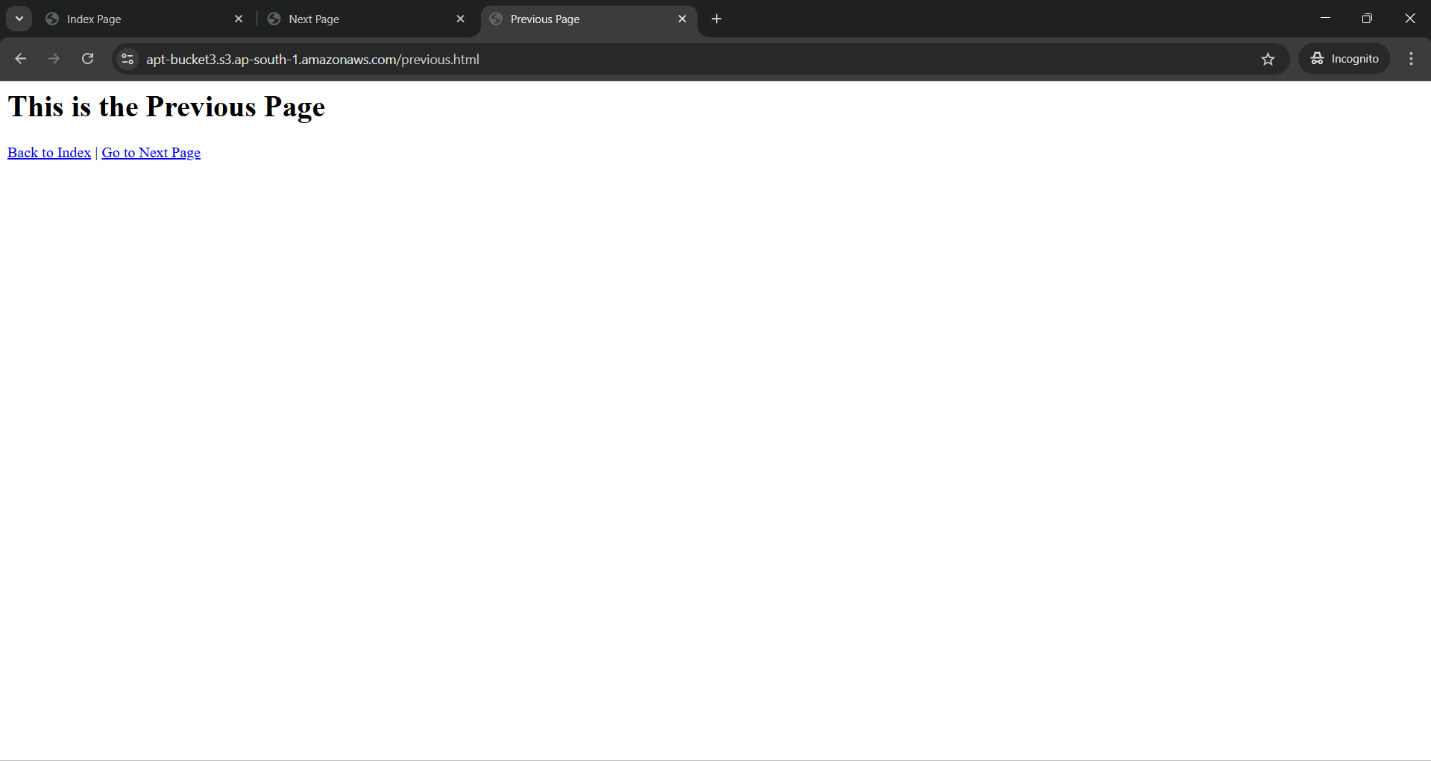 Index Page
Next Page
Previous Page
apt-bucket3.s3.ap-south-1.amazonaws.com/previous.html
Incognito
This is the Previous Page
Back to Index | Go to Next Page